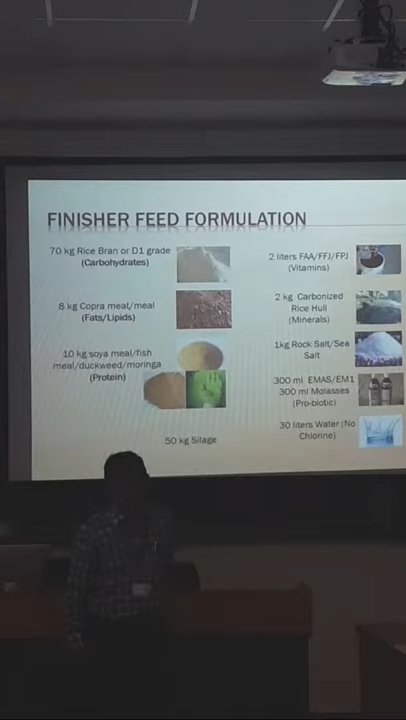 FINISHER FEED FORMULATION
70 kg Rice Bran or D1 grade
(Carbohydrates)
8 kg Copra meat/meal
(Fats/Lipids)
10 kg soya meal/fish
meal/duckweed/moringa
(Protein)
50 kg Silage
2 liters FAA/FFJ/FPJ
(Vitamins)
2 kg Carbonized
Rice Hull
(Minerals)
1kg Rock Salt/Sea
Salt
300 ml EMAS/EM1
300 ml Molasses
(Pro-biotic)
30 liters Water (No
Chlorine)